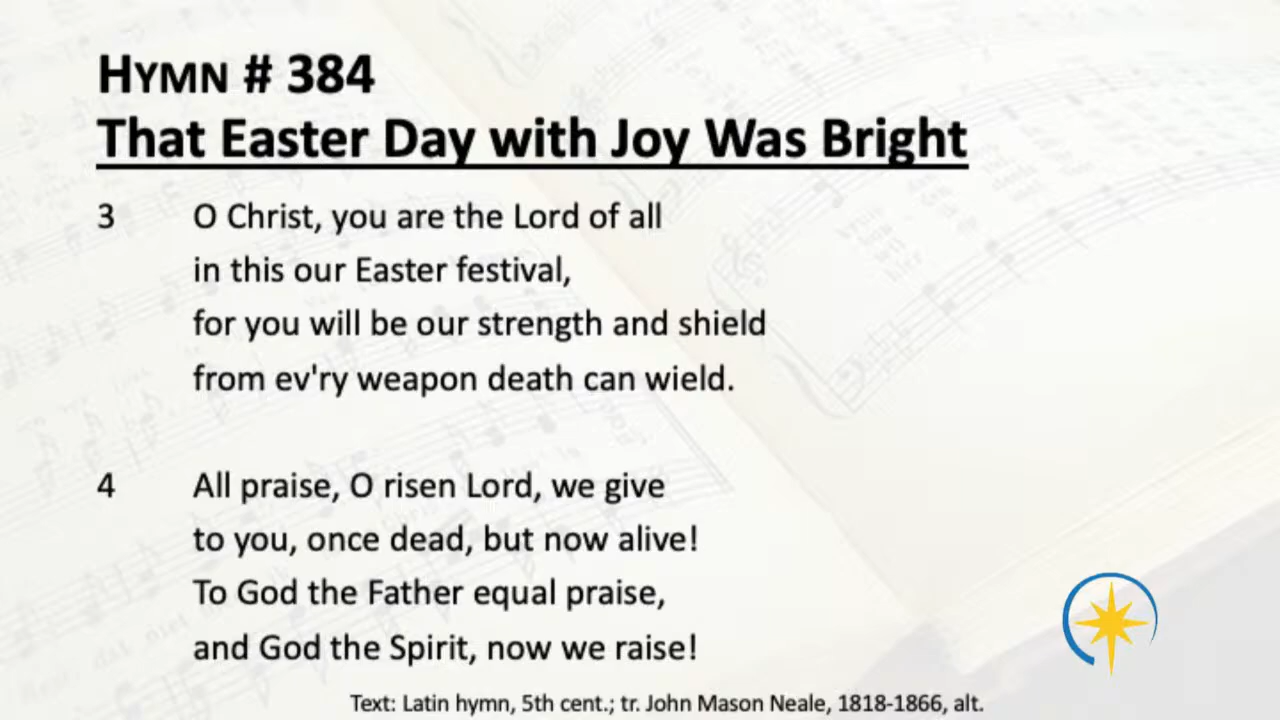 HYMN # 384
That Easter Day with Joy Was Bright
3 O Christ, you are the Lord of all
in this our Easter festival,
for you will be our strength and shield
from ev'ry weapon death can wield.
4 All praise, O risen Lord, we give
to you, once dead, but now alive!
To God the Father equal praise,
and God the Spirit, now we raise!
Text: Latin hymn, 5th cent.; tr. John Mason Neale, 1818-1866, alt.